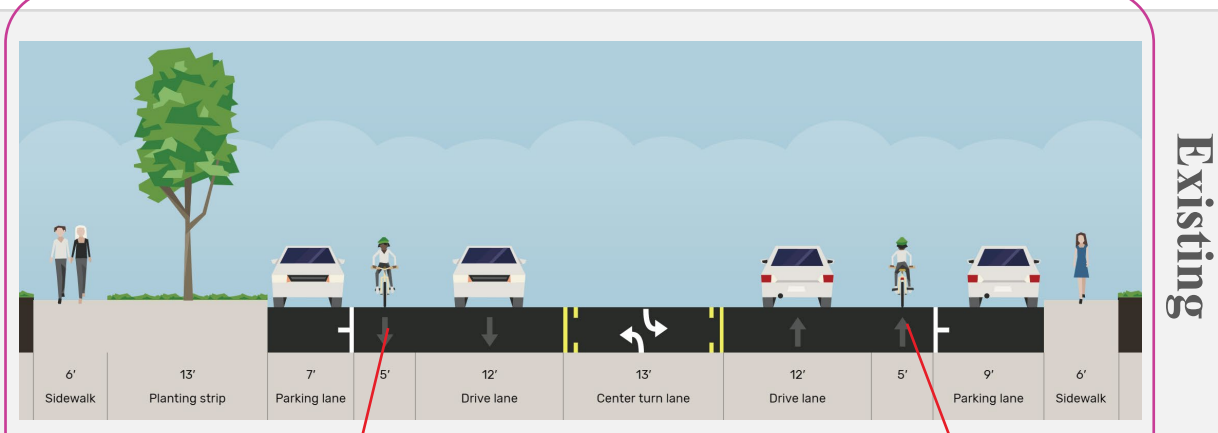 Existing
6' 13' 7' 5' 12' 13' 12' 5' 9' 6'
Sidewalk Planting strip Parking lane Drive lane Center turn lane Drive lane Parking lane Sidewalk